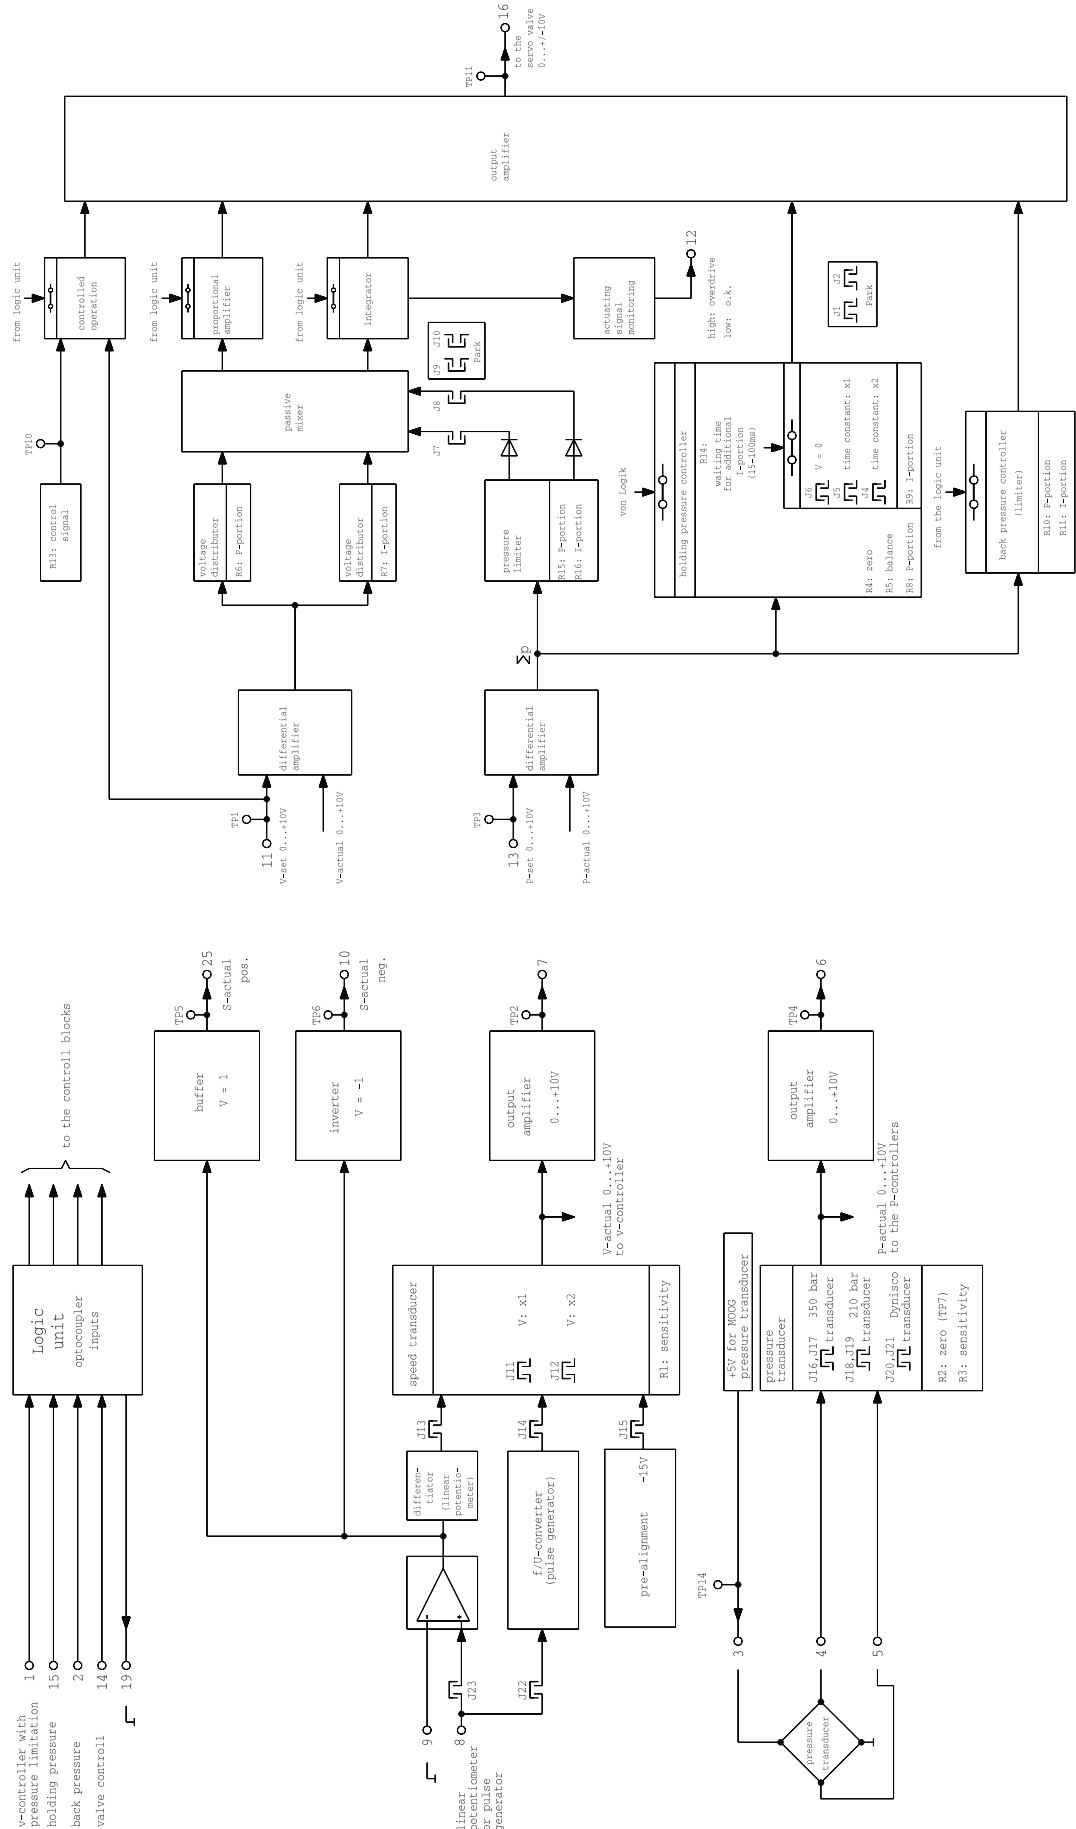 16
to the
servo valve
0...+/-10V
TP11
output
amplifier
from logic unit
controlled
operation
from logic unit
proportional
amplifier
from logic unit
integrator
actuating
signal
monitoring
12
high: overdrive
low: o.k.
J1
J2
Park
J9
J10
Park
TP10
passive
mixer
J7
J8
R13: control
signal
voltage
distributor
R6: P-portion
voltage
distributor
R7: I-portion
pressure
limiter
R15: P-portion
R16: I-portion
von Logik
holding pressure controller
R14:
waiting time
for additional
I-portion
(15-100ms)
J6
V = 0
J5
time constant: x1
J4
time constant: x2
R9: I-portion
R4: zero
R5: balance
R8: P-portion
from the logic unit
back pressure controller
(limiter)
R10: P-portion
R11: I-portion
Σp
differential
amplifier
TP1
11
V-set 0...+10V
V-actual 0...+10V
differential
amplifier
TP3
13
P-set 0...+10V
P-actual 0...+10V
to the controll blocks
Logic
unit
optocoupler
inputs
1
15
2
14
19
v-controller with
pressure limitation
holding pressure
back pressure
valve controll
TP5
25
S-actual
pos.
buffer
V = 1
TP6
10
S-actual
neg.
inverter
V = -1
TP2
7
output
amplifier
0...+10V
V-actual 0...+10V
to v-controller
speed transducer
J11
V: x1
J12
V: x2
R1: sensitivity
J13
J14
J15
differen-
tiator
(linear
potentio-
meter)
f/U-converter
(pulse generator)
pre-alignment
-15V
-
+
J23
J22
9
8
linear
potentiometer
or pulse
generator
TP4
6
output
amplifier
0...+10V
P-actual 0...+10V
to the P-controllers
+5V for MOOG
pressure transducer
pressure
transducer
J16,J17 350 bar
transducer
J18,J19 210 bar
transducer
J20,J21 Dynisco
transducer
R2: zero (TP7)
R3: sensitivity
TP14
3
4
5
pressure
transducer